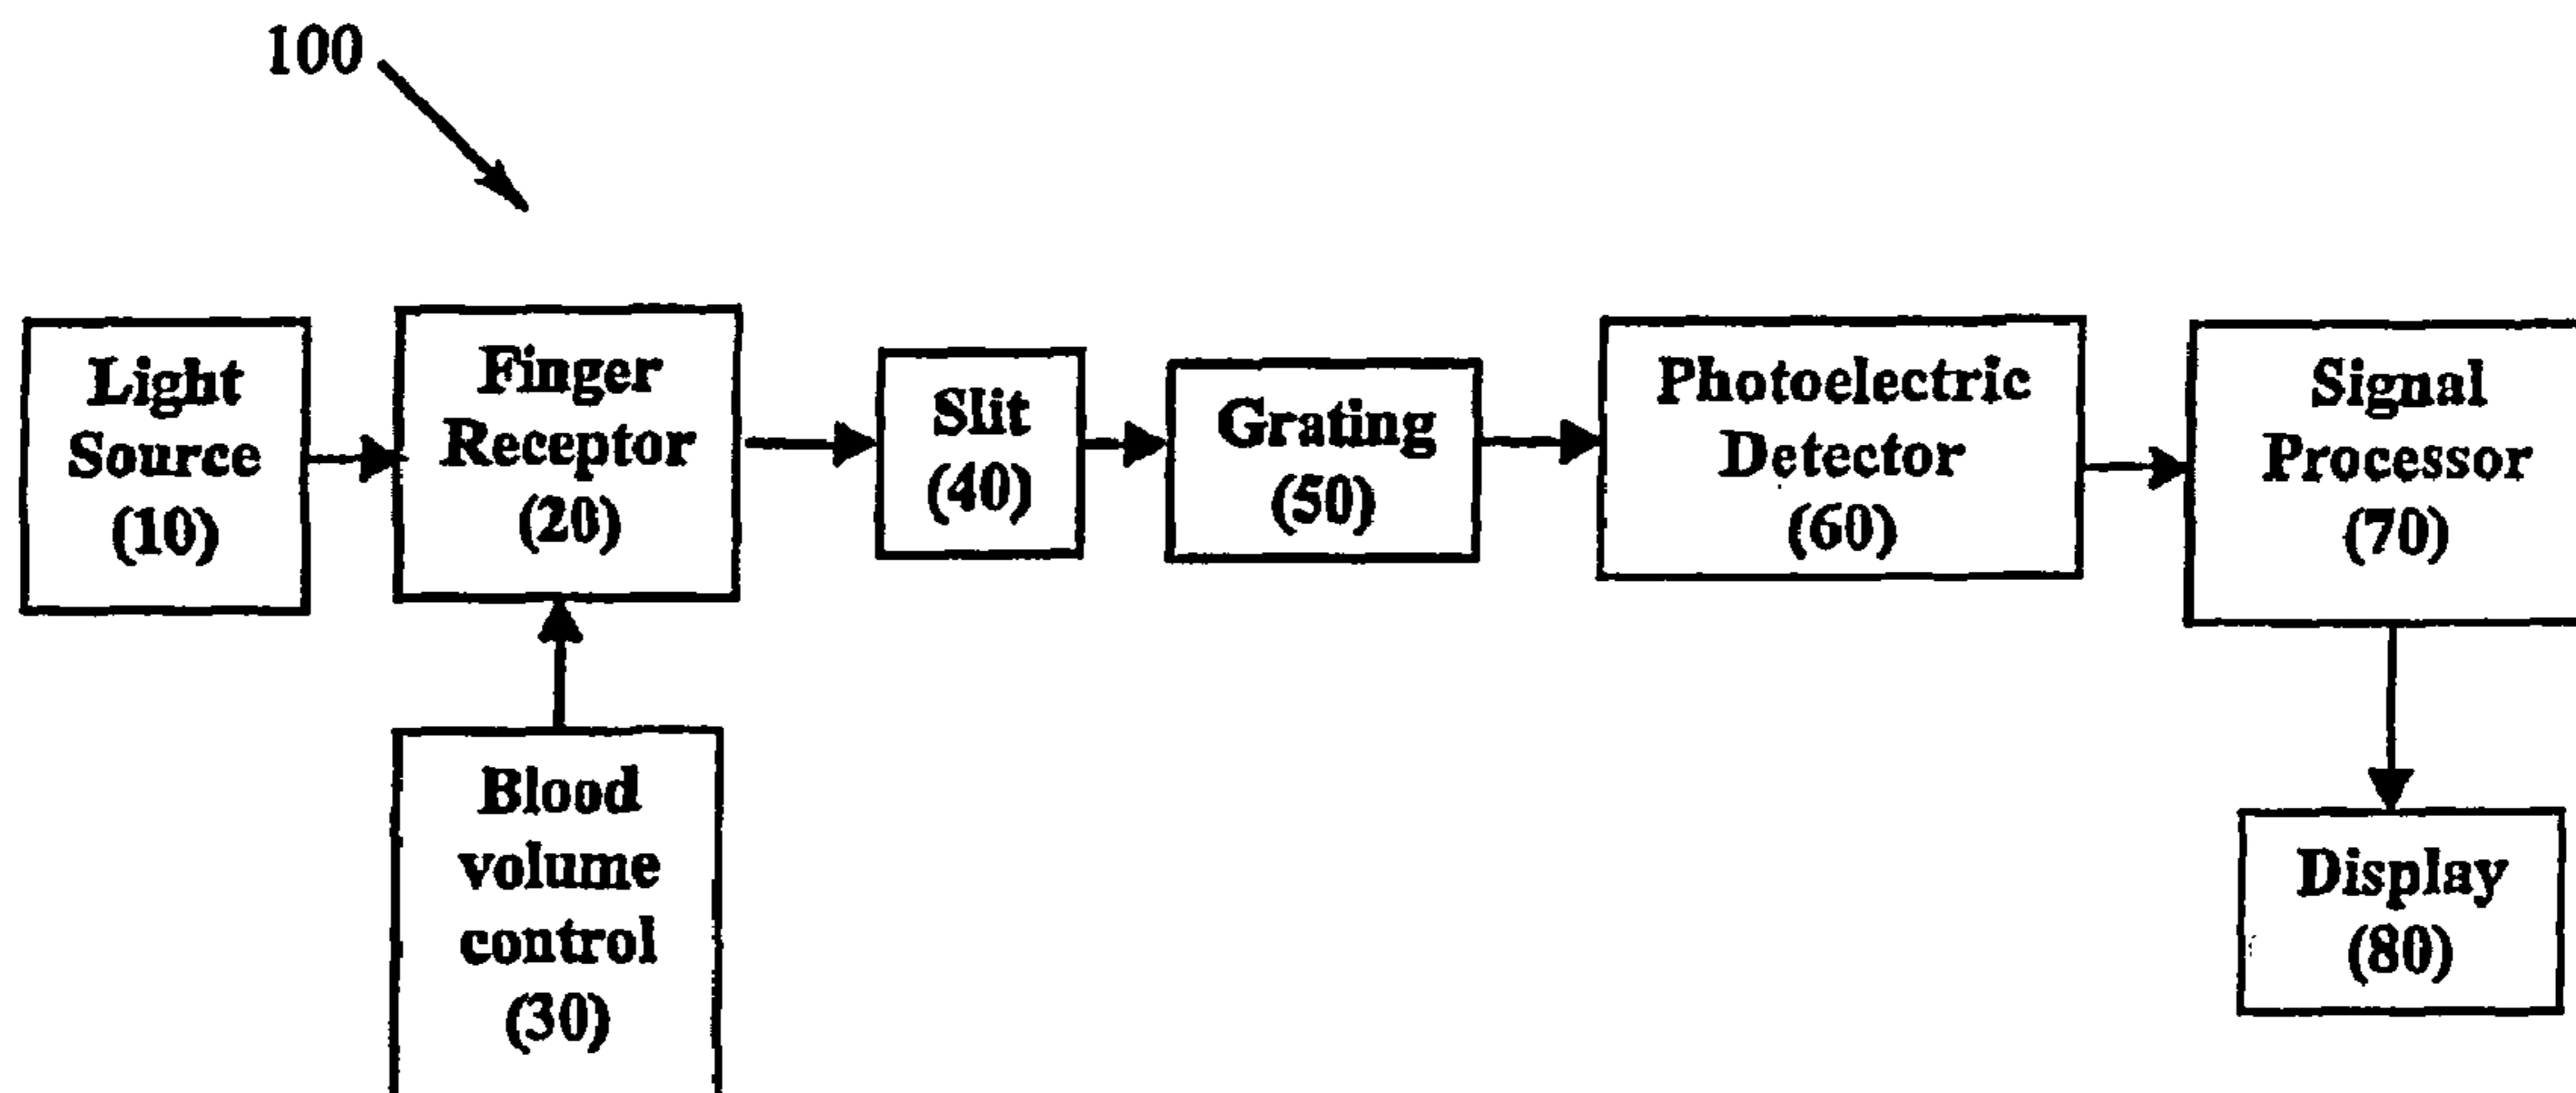 100
Light
Source
(10)
Finger
Receptor
(20)
Slit
(40)
Grating
(50)
Photoelectric
Detector
(60)
Signal
Processor
(70)
Blood
volume
control
(30)
Display
(80)